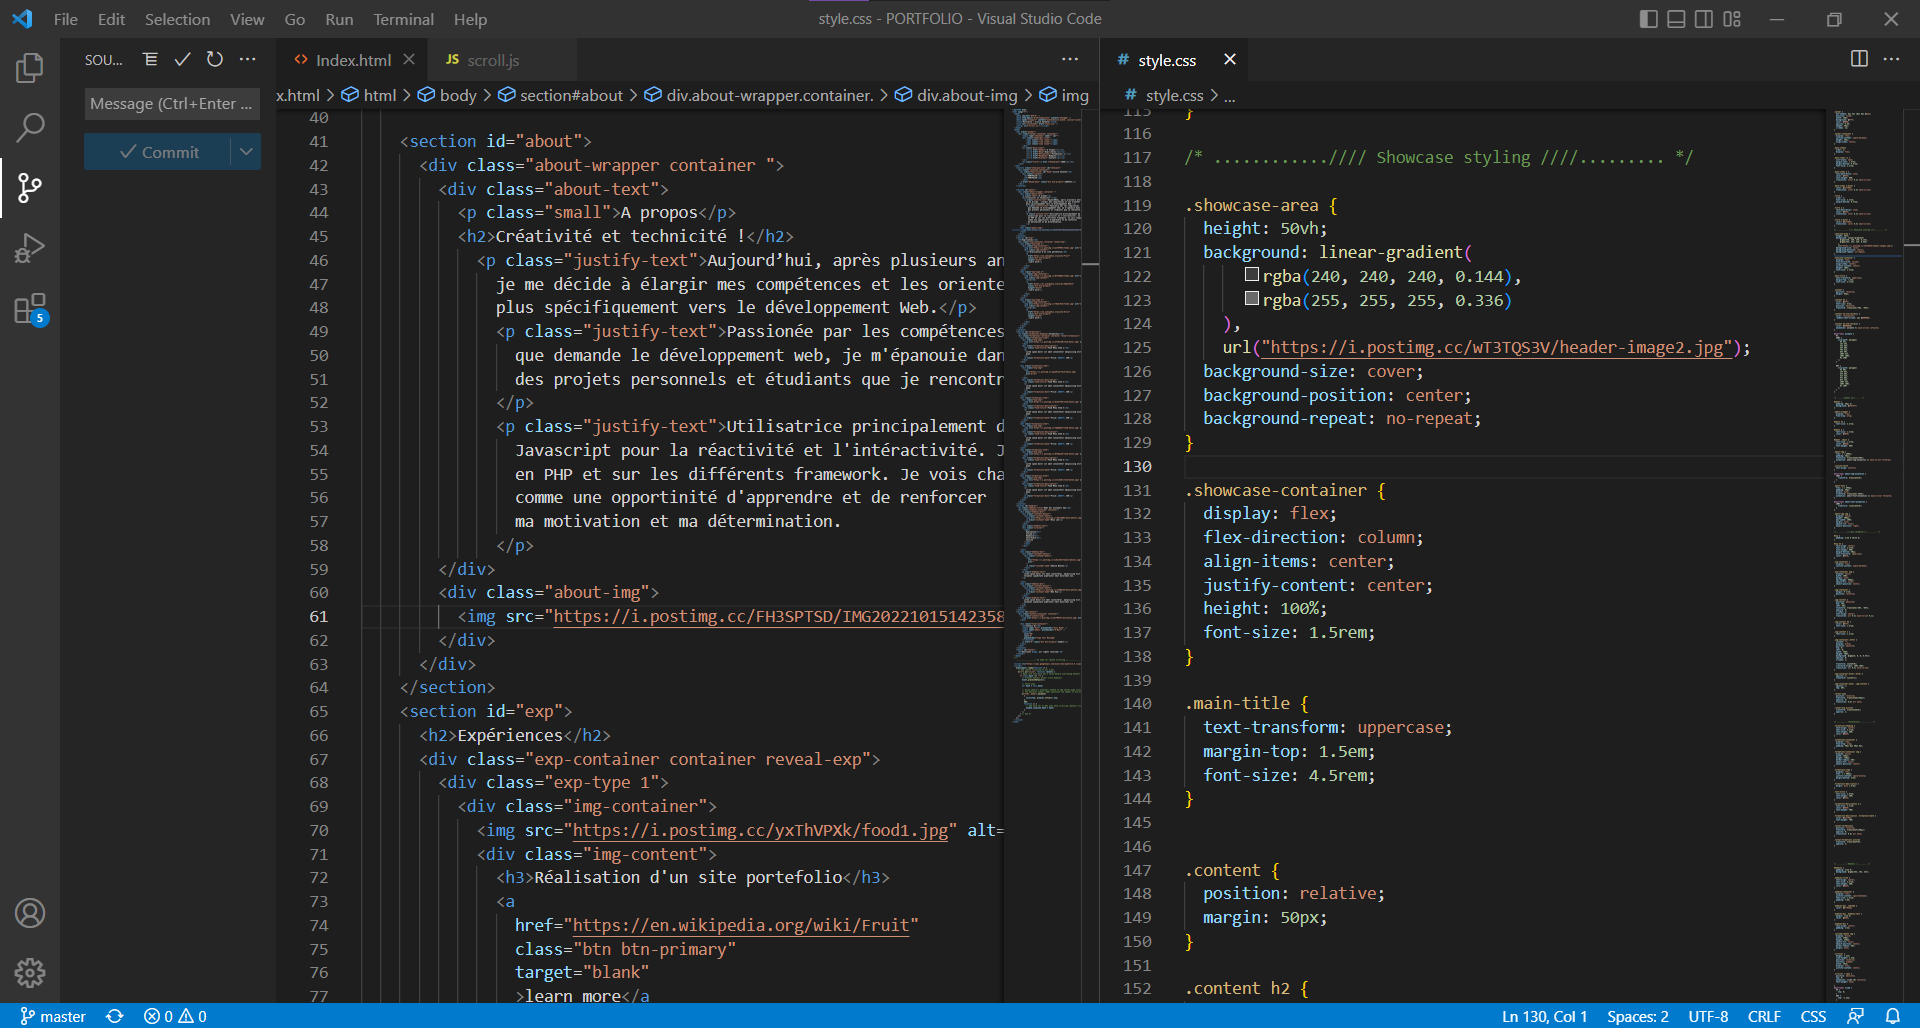 File Edit Selection View Go Run Terminal Help
style.css - PORTFOLIO - Visual Studio Code
SOU...
Message (Ctrl+Enter ...
Commit
5
Index.html
JS scroll.js
x.html > html > body > section#about > div.about-wrapper.container. > div.about-img > img
40
41 <section id="about">
42 <div class="about-wrapper container ">
43 <div class="about-text">
44 <p class="small">A propos</p>
45 <h2>Créativité et technicité !</h2>
46 <p class="justify-text">Aujourd’hui, après plusieurs an
47 je me décide à élargir mes compétences et les oriente
48 plus spécifiquement vers le développement Web.</p>
49 <p class="justify-text">Passionée par les compétences
50 que demande le développement web, je m'épanouie dan
51 des projets personnels et étudiants que je rencontr
52 </p>
53 <p class="justify-text">Utilisatrice principalement d
54 Javascript pour la réactivité et l'intéractivité. J
55 en PHP et sur les différents framework. Je vois cha
56 comme une opportinité d'apprendre et de renforcer
57 ma motivation et ma détermination.
58 </p>
59 </div>
60 <div class="about-img">
61 <img src="https://i.postimg.cc/FH3SPTSD/IMG20221015142358
62 </div>
63 </div>
64 </section>
65 <section id="exp">
66 <h2>Expériences</h2>
67 <div class="exp-container container reveal-exp">
68 <div class="exp-type 1">
69 <div class="img-container">
70 <img src="https://i.postimg.cc/yxThVPXk/food1.jpg" alt=
71 <div class="img-content">
72 <h3>Réalisation d'un site portefolio</h3>
73 <a
74 href="https://en.wikipedia.org/wiki/Fruit"
75 class="btn btn-primary"
76 target="blank"
77 >learn more</a
# style.css
# style.css > ...
115 }
116
117 /* ............//// Showcase styling ////......... */
118
119 .showcase-area {
120 height: 50vh;
121 background: linear-gradient(
122 rgba(240, 240, 240, 0.144),
123 rgba(255, 255, 255, 0.336)
124 ),
125 url("https://i.postimg.cc/wT3TQS3V/header-image2.jpg");
126 background-size: cover;
127 background-position: center;
128 background-repeat: no-repeat;
129 }
130
131 .showcase-container {
132 display: flex;
133 flex-direction: column;
134 align-items: center;
135 justify-content: center;
136 height: 100%;
137 font-size: 1.5rem;
138 }
139
140 .main-title {
141 text-transform: uppercase;
142 margin-top: 1.5em;
143 font-size: 4.5rem;
144 }
145
146
147 .content {
148 position: relative;
149 margin: 50px;
150 }
151
152 .content h2 {
master 0 0 Ln 130, Col 1 Spaces: 2 UTF-8 CRLF CSS